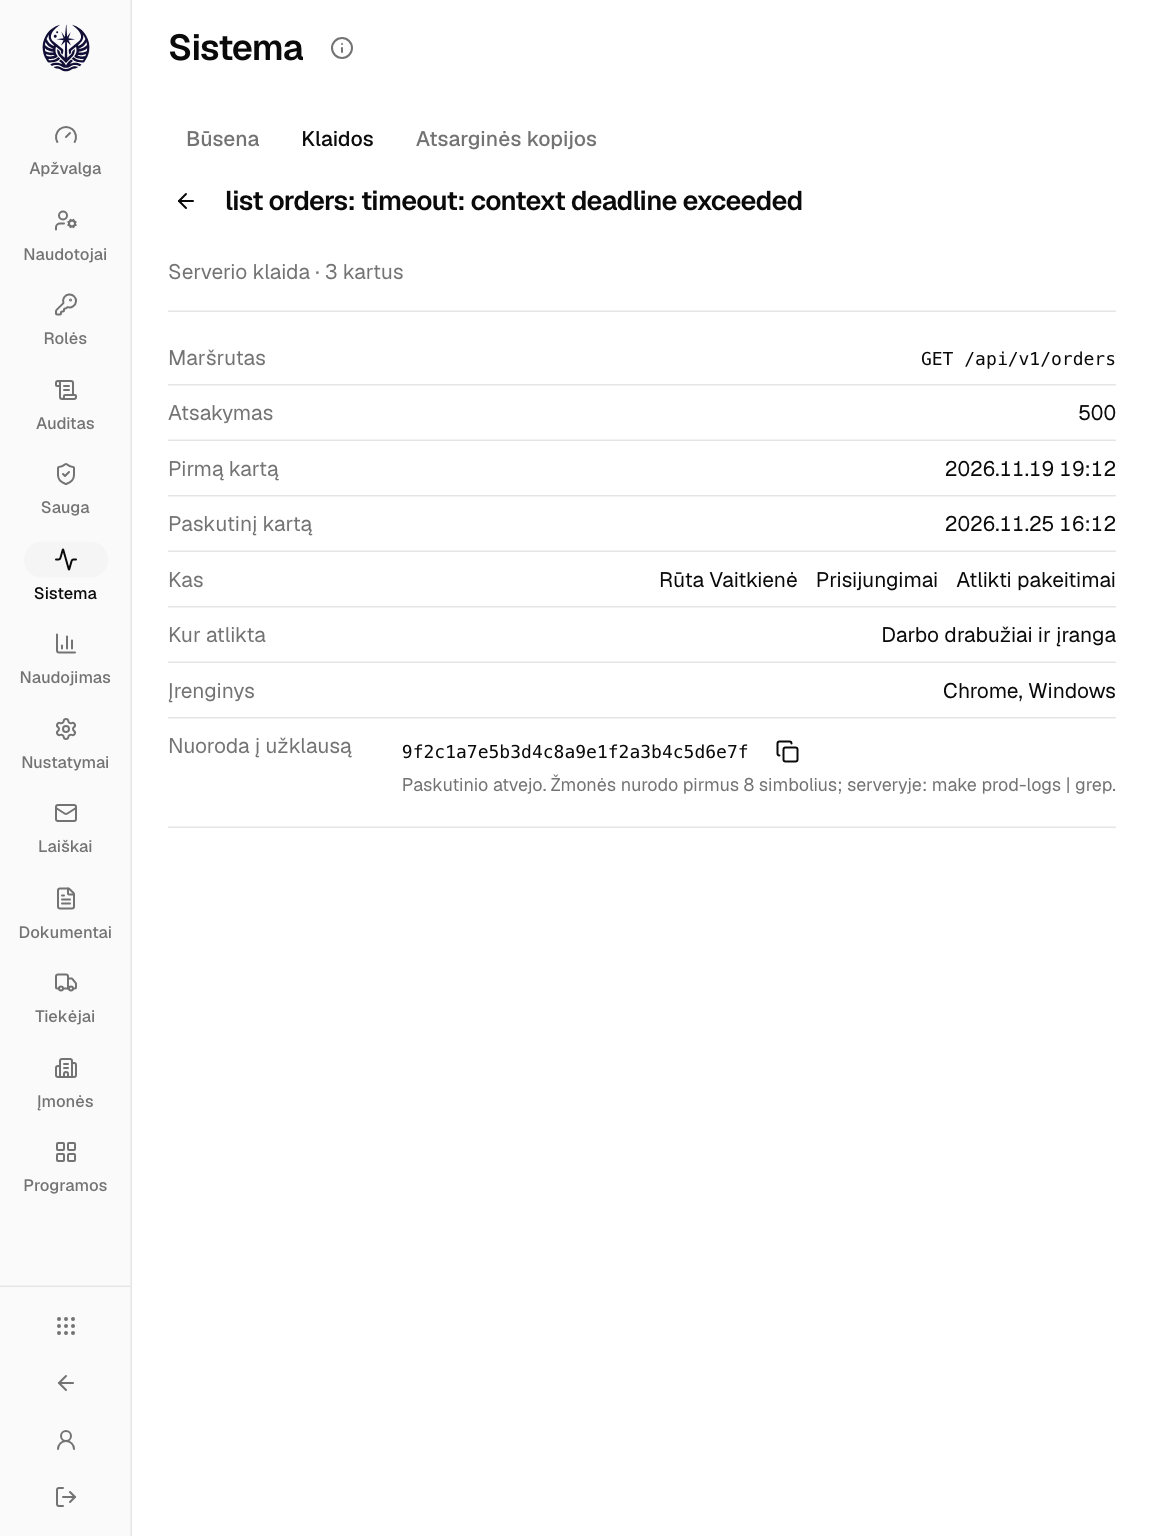 Sistema
Būsena Klaidos Atsarginės kopijos
list orders: timeout: context deadline exceeded
Serverio klaida · 3 kartus
Maršrutas GET /api/v1/orders
Atsakymas 500
Pirmą kartą 2026.11.19 19:12
Paskutinį kartą 2026.11.25 16:12
Kas Rūta Vaitkienė Prisijungimai Atlikti pakeitimai
Kur atlikta Darbo drabužiai ir įranga
Įrenginys Chrome, Windows
Nuoroda į užklausą 9f2c1a7e5b3d4c8a9e1f2a3b4c5d6e7f
Paskutinio atvejo. Žmonės nurodo pirmus 8 simbolius; serveryje: make prod-logs | grep.
Apžvalga
Naudotojai
Rolės
Auditas
Sauga
Sistema
Naudojimas
Nustatymai
Laiškai
Dokumentai
Tiekėjai
Įmonės
Programos